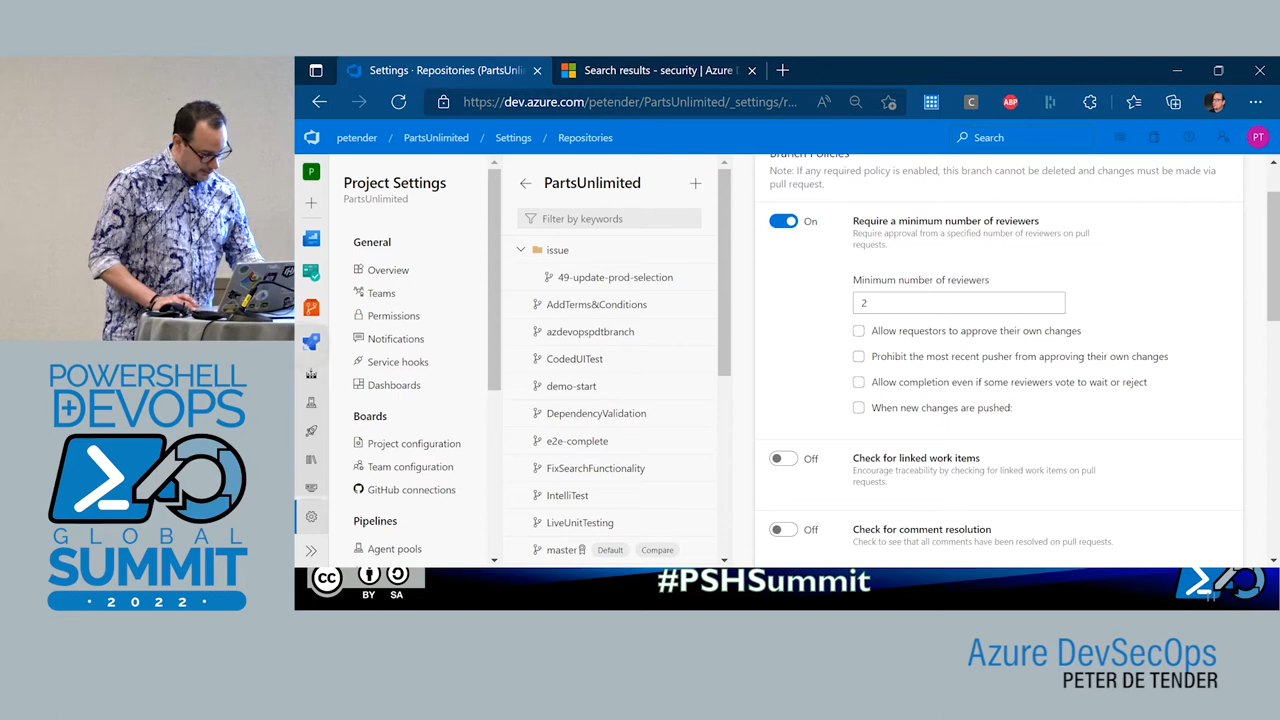 Settings · Repositories (PartsUnli
Search results - security | Azure D
https://dev.azure.com/petender/PartsUnlimited/_settings/r...
A
C
ABP
petender / PartsUnlimited / Settings / Repositories
Search
PT
P
Project Settings
PartsUnlimited
General
Overview
Teams
Permissions
Notifications
Service hooks
Dashboards
Boards
Project configuration
Team configuration
GitHub connections
Pipelines
Agent pools
PartsUnlimited
Filter by keywords
issue
49-update-prod-selection
AddTerms&Conditions
azdevopspdtbranch
CodedUITest
demo-start
DependencyValidation
e2e-complete
FixSearchFunctionality
IntelliTest
LiveUnitTesting
master Default Compare
Branch Policies
Note: If any required policy is enabled, this branch cannot be deleted and changes must be made via
pull request.
On
Require a minimum number of reviewers
Require approval from a specified number of reviewers on pull
requests.
Minimum number of reviewers
2
Allow requestors to approve their own changes
Prohibit the most recent pusher from approving their own changes
Allow completion even if some reviewers vote to wait or reject
When new changes are pushed:
Off
Check for linked work items
Encourage traceability by checking for linked work items on pull
requests.
Off
Check for comment resolution
Check to see that all comments have been resolved on pull requests.
POWERSHELL
+DEVOPS
GLOBAL
SUMMIT
· 2 0 2 2 ·
cc
BY SA
#PSHSummit
Azure DevSecOps
PETER DE TENDER